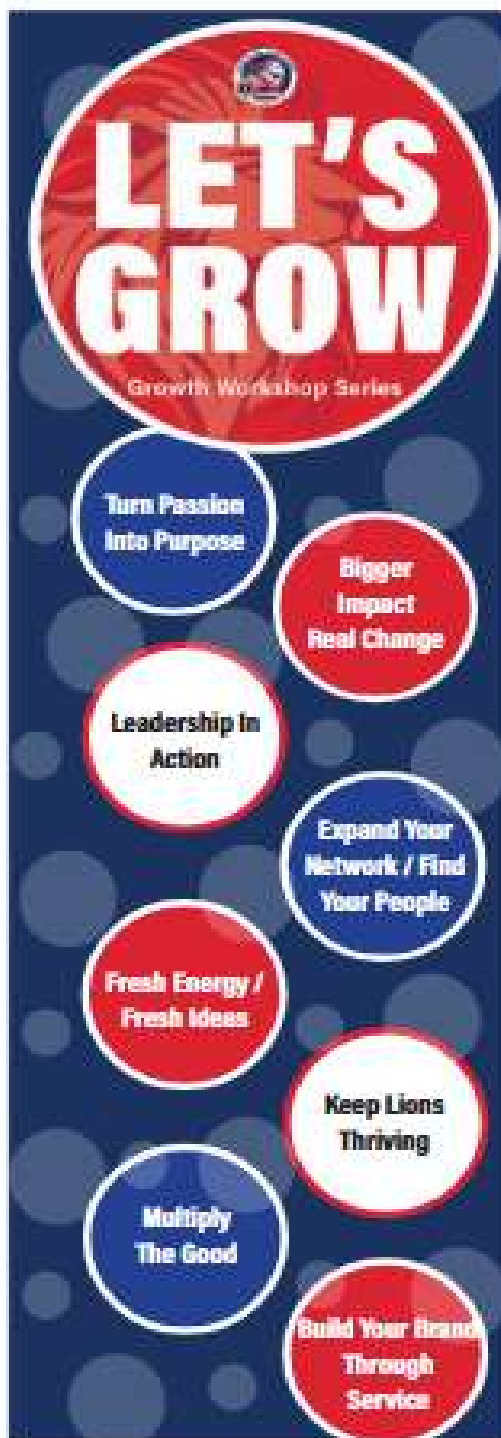 LET'S
GROW
Growth Workshop Series
Turn Passion
Into Purpose
Bigger
Impact
Real Change
Leadership In
Action
Expand Your
Network / Find
Your People
Fresh Energy /
Fresh Ideas
Keep Lions
Thriving
Multiply
The Good
Build Your Brand
Through
Service